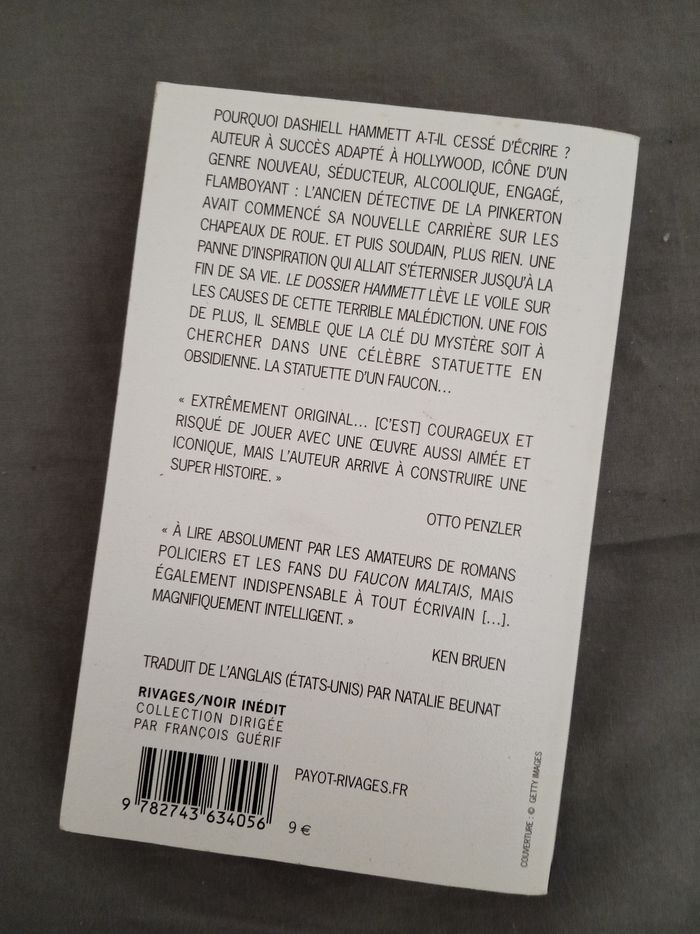 POURQUOI DASHIELL HAMMETT A-T-IL CESSÉ D'ÉCRIRE ?
AUTEUR À SUCCÈS ADAPTÉ À HOLLYWOOD, ICÔNE D'UN
GENRE NOUVEAU, SÉDUCTEUR, ALCOOLIQUE, ENGAGÉ,
FLAMBOYANT : L'ANCIEN DÉTECTIVE DE LA PINKERTON
AVAIT COMMENCÉ SA NOUVELLE CARRIÈRE SUR LES
CHAPEAUX DE ROUE. ET PUIS SOUDAIN, PLUS RIEN. UNE
PANNE D'INSPIRATION QUI ALLAIT S'ÉTERNISER JUSQU'À LA
FIN DE SA VIE. LE DOSSIER HAMMETT LÈVE LE VOILE SUR
LES CAUSES DE CETTE TERRIBLE MALÉDICTION. UNE FOIS
DE PLUS, IL SEMBLE QUE LA CLÉ DU MYSTÈRE SOIT À
CHERCHER DANS UNE CÉLÈBRE STATUETTE EN
OBSIDIENNE. LA STATUETTE D'UN FAUCON...
« EXTRÊMEMENT ORIGINAL... [C'EST] COURAGEUX ET
RISQUÉ DE JOUER AVEC UNE ŒUVRE AUSSI AIMÉE ET
ICONIQUE, MAIS L'AUTEUR ARRIVE À CONSTRUIRE UNE
SUPER HISTOIRE. »
OTTO PENZLER
« À LIRE ABSOLUMENT PAR LES AMATEURS DE ROMANS
POLICIERS ET LES FANS DU FAUCON MALTAIS, MAIS
ÉGALEMENT INDISPENSABLE À TOUT ÉCRIVAIN [...].
MAGNIFIQUEMENT INTELLIGENT. »
KEN BRUEN
TRADUIT DE L'ANGLAIS (ÉTATS-UNIS) PAR NATALIE BEUNAT
RIVAGES/NOIR INÉDIT
COLLECTION DIRIGÉE
PAR FRANÇOIS GUÉRIF
PAYOT-RIVAGES.FR
9 782743 634056
9 €
COUVERTURE : © GETTY IMAGES